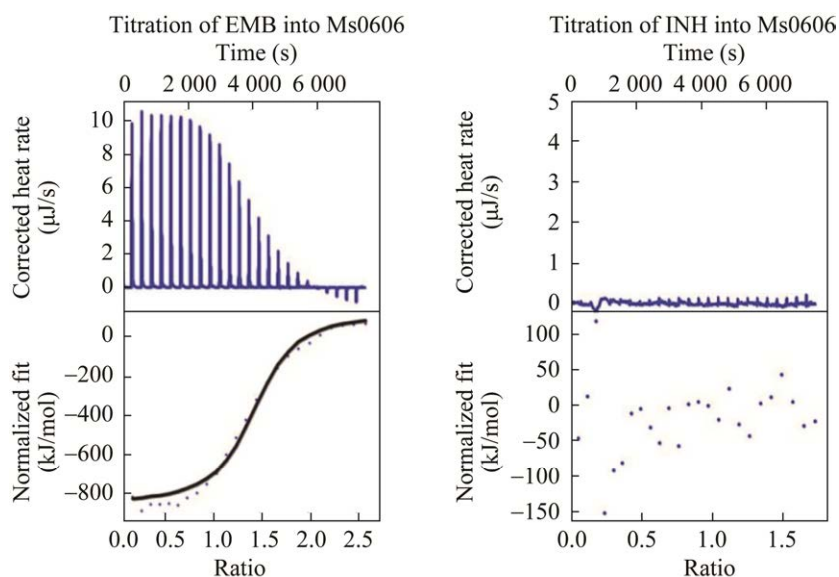 Titration of EMB into Ms0606
Time (s)
0 2 000 4 000 6 000
Corrected heat rate
(μJ/s)
10
8
6
4
2
0
Normalized fit
(kJ/mol)
0
−200
−400
−600
−800
0.0 0.5 1.0 1.5 2.0 2.5
Ratio
Titration of INH into Ms0606
Time (s)
0 2 000 4 000 6 000
Corrected heat rate
(μJ/s)
5
4
3
2
1
0
Normalized fit
(kJ/mol)
100
50
0
−50
−100
−150
0.0 0.5 1.0 1.5
Ratio